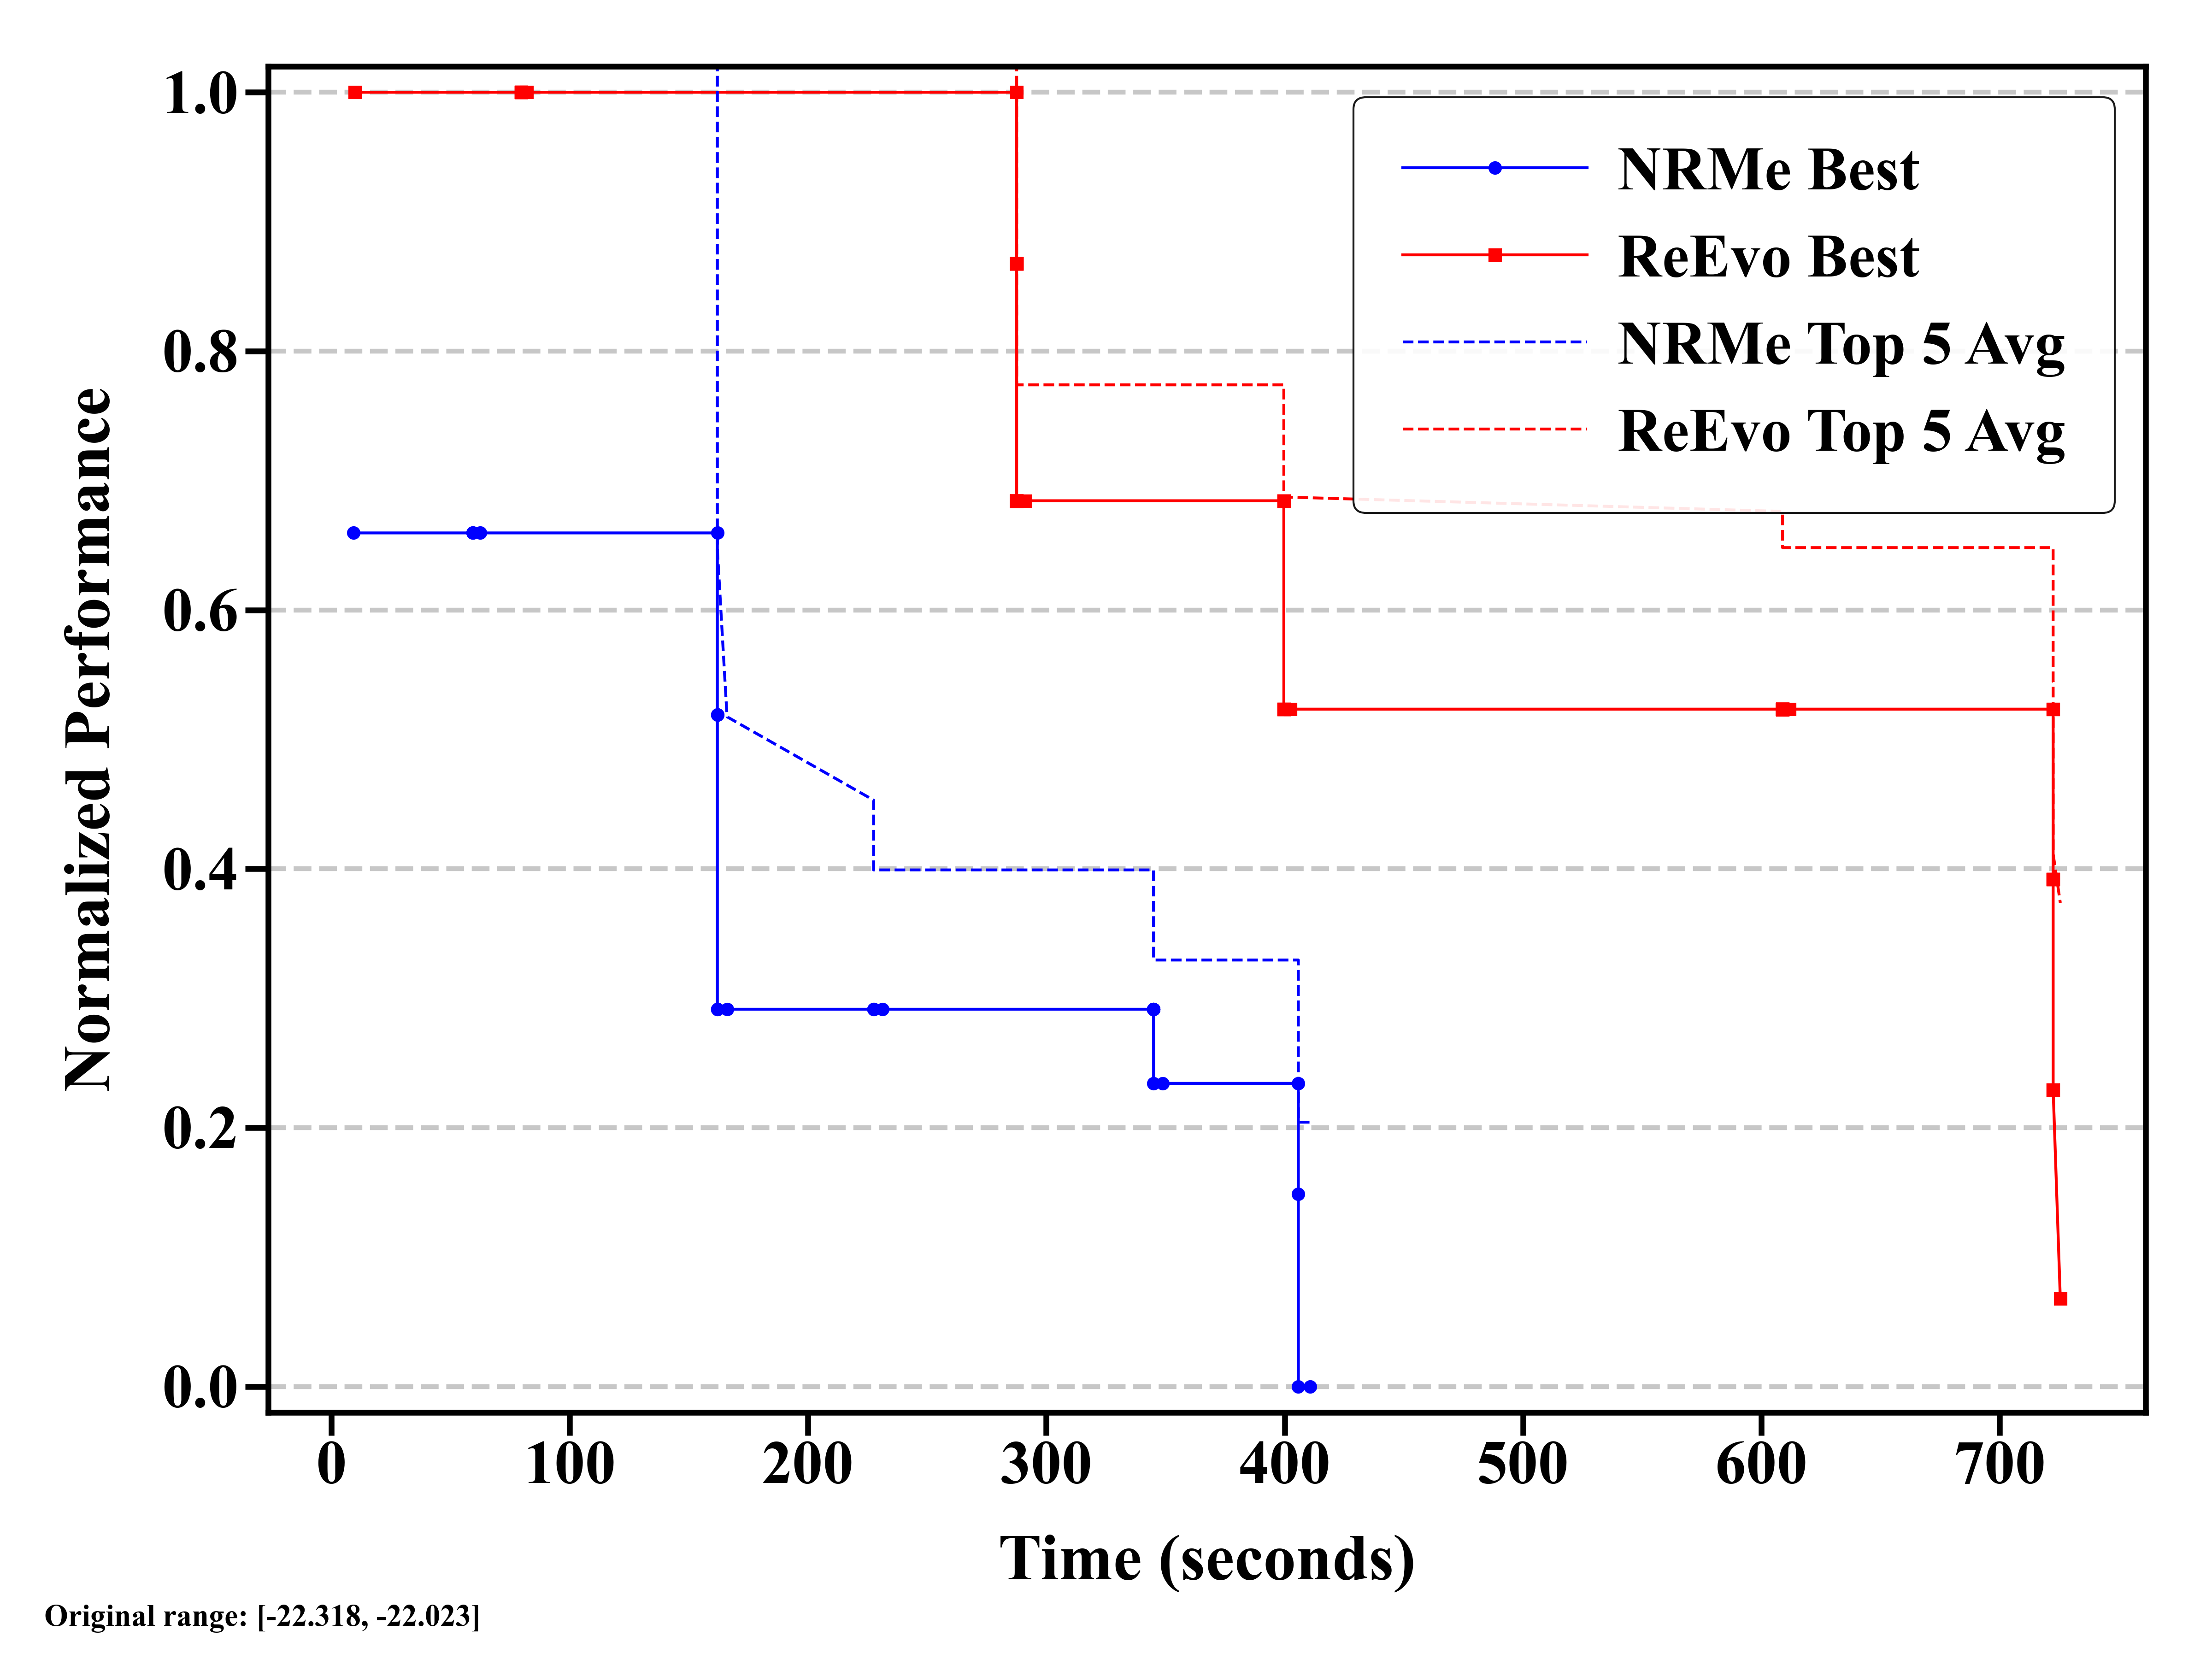 1.0
0.8
0.6
0.4
0.2
0.0
Normalized Performance
NRMe Best
ReEvo Best
NRMe Top 5 Avg
ReEvo Top 5 Avg
0 100 200 300 400 500 600 700
Time (seconds)
Original range: [-22.318, -22.023]